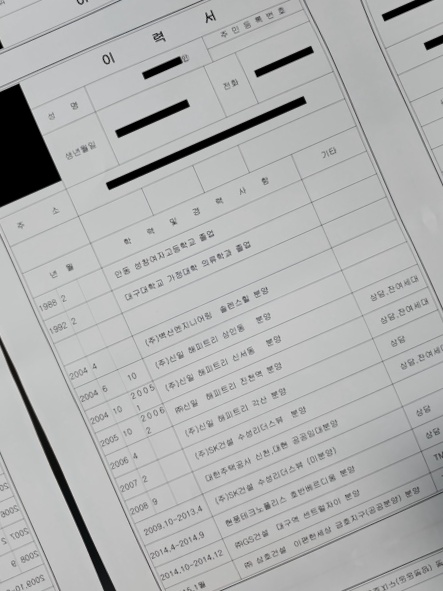 이 력 서
주민등록번호
성 명
전화
생년월일
주 소
년 월
학 력 및 경 력 사 항
기타
1988 2 안동 성창여자고등학교 졸업
1992 2 대구대학교 가정대학 의류학과 졸업
2004 4 (주)벽산엔지니어링 솔렌스힐 분양
2004 6 10 (주)신일 해피트리 상인동 분양 상담,잔여세대
2004 10 2005 1 (주)신일 해피트리 신서동 분양 상담,잔여세대
2005 10 2006 2 ㈜신일 해피트리 진천역 분양 상담
2006 4 (주)신일 해피트리 각산 분양 상담,잔여세대
2007 2 (주)SK건설 수성리더스뷰 분양
2008 9 대한주택공사 신천,대현 공공임대분양
2009.10-2013.4 (주)SK건설 수성리더스뷰 (미분양) 상담
2014.4-2014.9 현풍테크노폴리스 호반베르디움 분양 상담
2014.10-2014.12 ㈜GS건설 대구역 센트럴자이 분양
㈜ 삼호건설 이편한세상 금호지구(공공분양) 분양